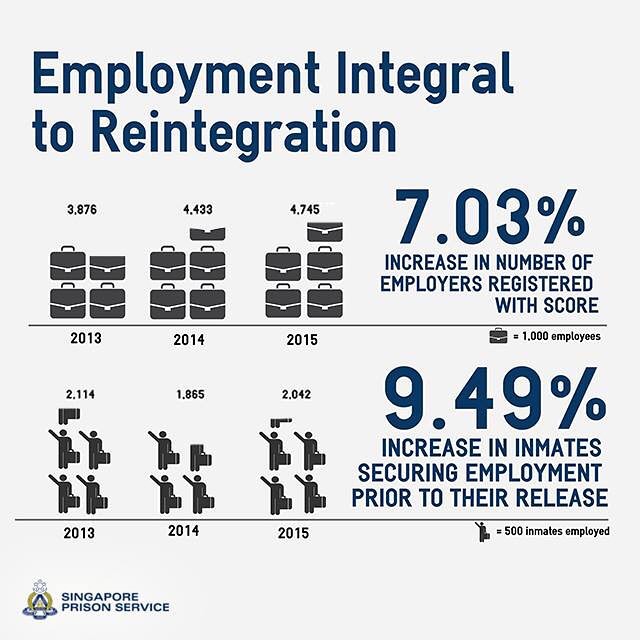 Employment Integral
to Reintegration
3,876
4,433
4,745
7.03%
INCREASE IN NUMBER OF
EMPLOYERS REGISTERED
WITH SCORE
2013
2014
2015
= 1,000 employees
2,114
1,865
2,042
9.49%
INCREASE IN INMATES
SECURING EMPLOYMENT
PRIOR TO THEIR RELEASE
2013
2014
2015
= 500 inmates employed
SINGAPORE
PRISON SERVICE